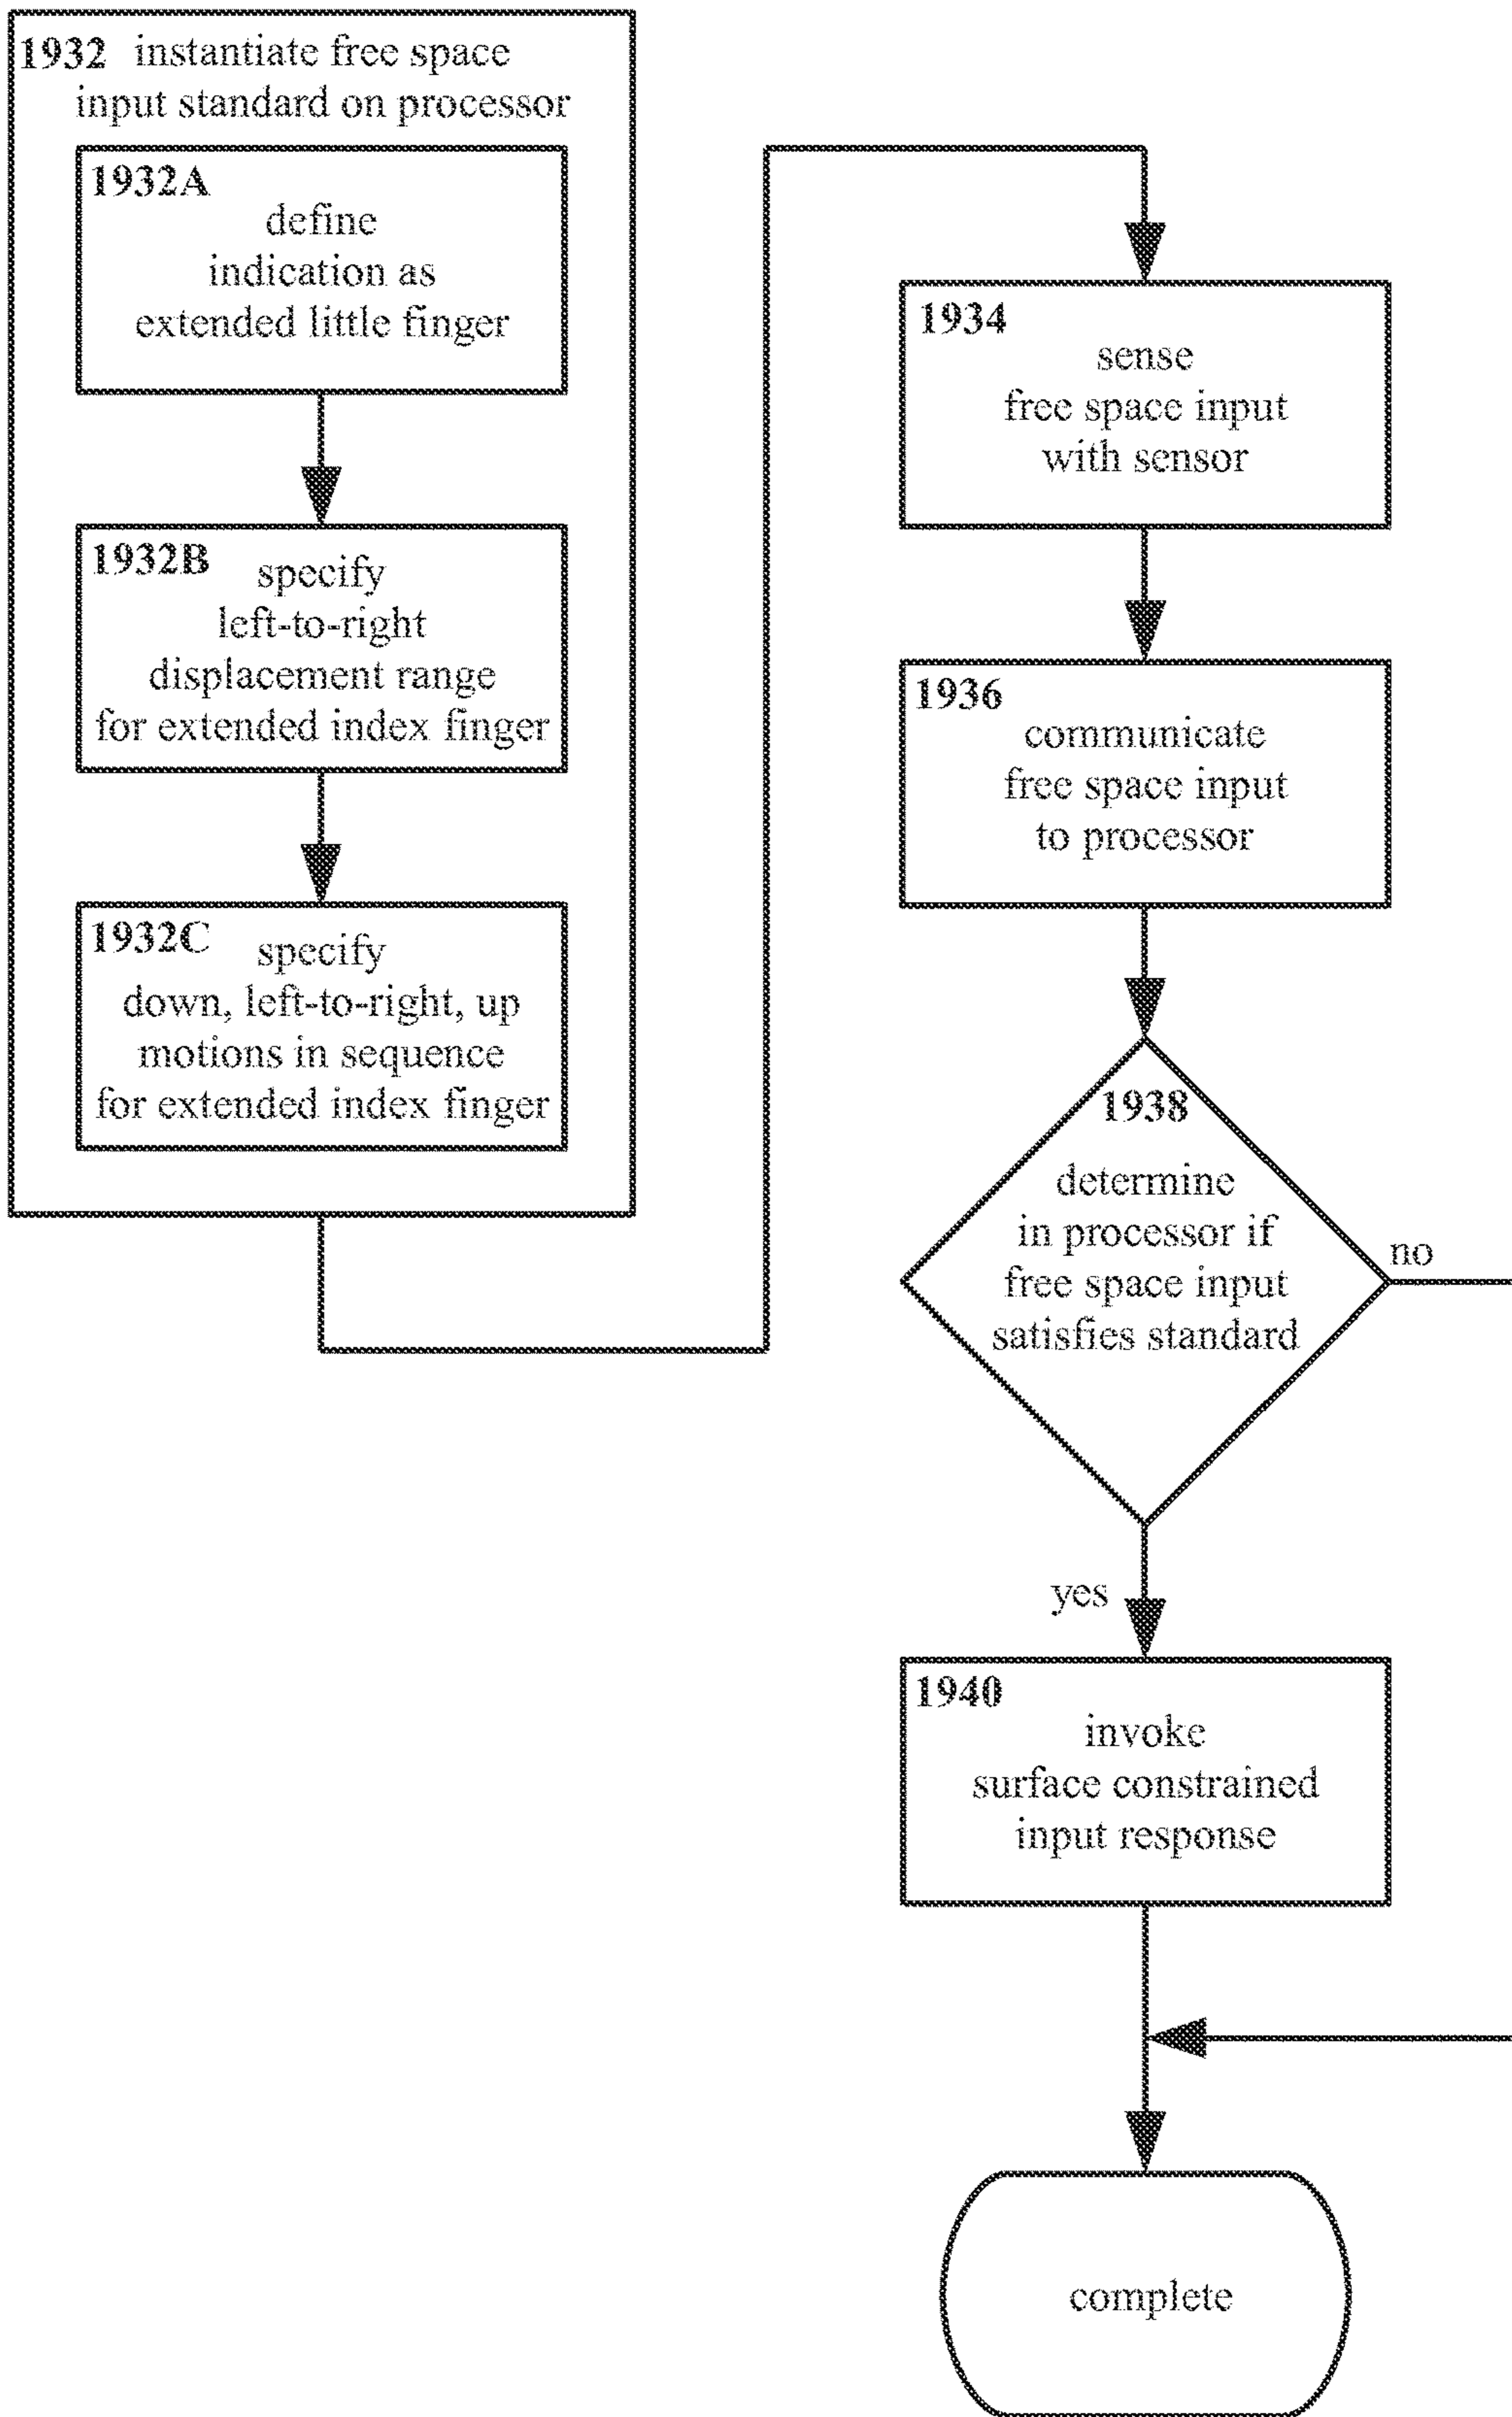 1932 instantiate free space
input standard on processor
1932A
define
indication as
extended little finger
1932B specify
left-to-right
displacement range
for extended index finger
1932C specify
down, left-to-right, up
motions in sequence
for extended index finger
1934
sense
free space input
with sensor
1936
communicate
free space input
to processor
1938
determine
in processor if
free space input
satisfies standard
no
yes
1940
invoke
surface constrained
input response
complete